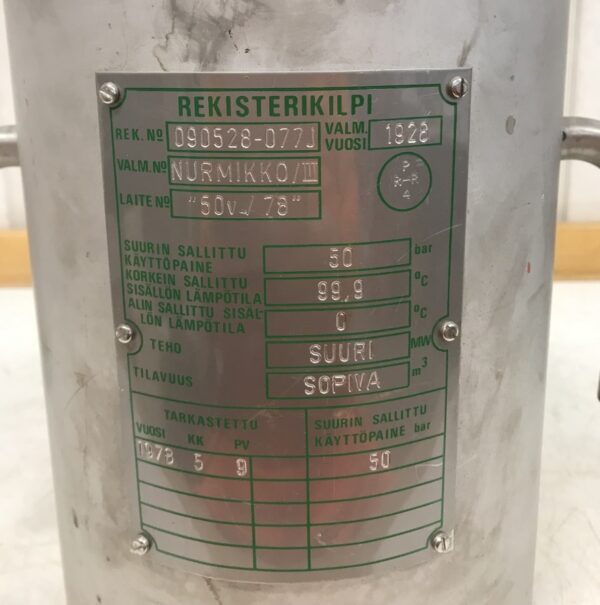 REKISTERIKILPI
REK. Nº 090528-077J VALM. VUOSI 1928
VALM. Nº NURMIKKO/III
LAITE Nº "50v./78"
P
R-R
4
SUURIN SALLITTU KÄYTTÖPAINE 50 bar
KORKEIN SALLITTU SISÄLLÖN LÄMPÖTILA 99,9 °C
ALIN SALLITTU SISÄL-
LÖN LÄMPÖTILA 0 °C
TEHO SUURI MW
TILAVUUS SOPIVA m³
TARKASTETTU SUURIN SALLITTU
VUOSI KK PV KÄYTTÖPAINE bar
1978 5 9 50